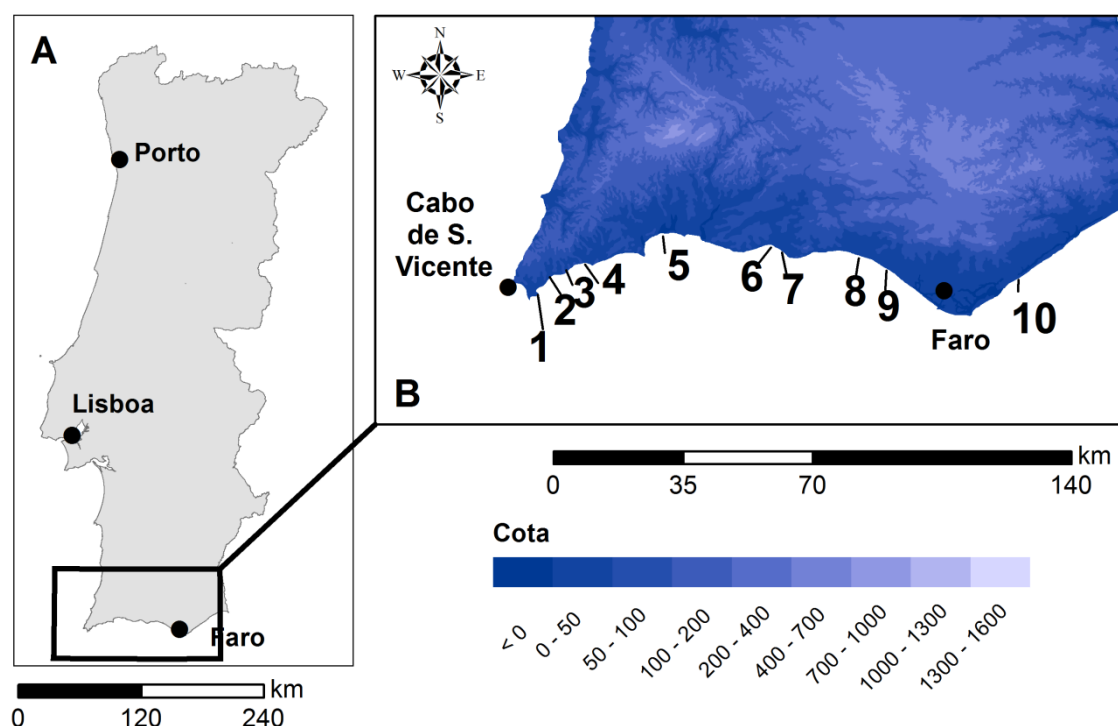 A
Porto
Lisboa
Faro
km
0 120 240
B
N
W E
S
Cabo
de S.
Vicente
1
2
3
4
5
6
7
8
9
10
Faro
km
0 35 70 140
Cota
< 0
0 - 50
50 - 100
100 - 200
200 - 400
400 - 700
700 - 1000
1000 - 1300
1300 - 1600